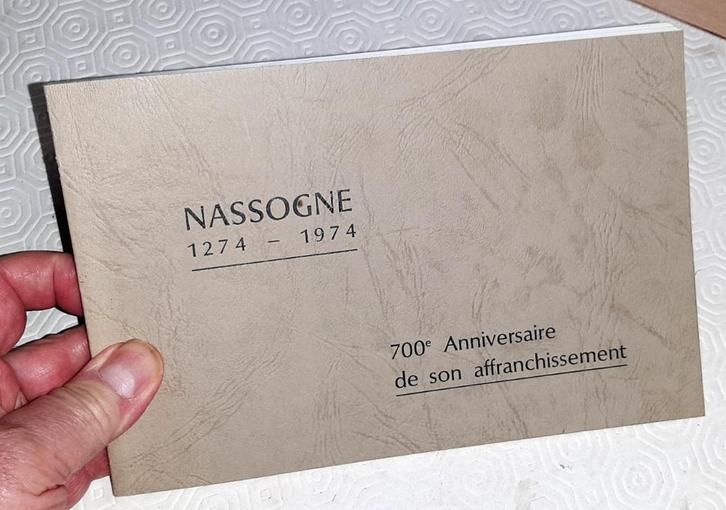 NASSOGNE
1274 – 1974
700e Anniversaire
de son affranchissement